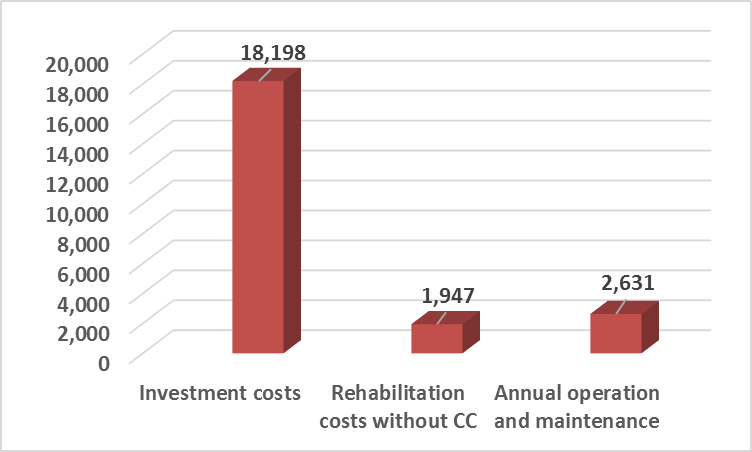 18,198
20,000
18,000
16,000
14,000
12,000
10,000
8,000
6,000
4,000
2,000
0
1,947
2,631
Investment costs
Rehabilitation
costs without CC
Annual operation
and maintenance